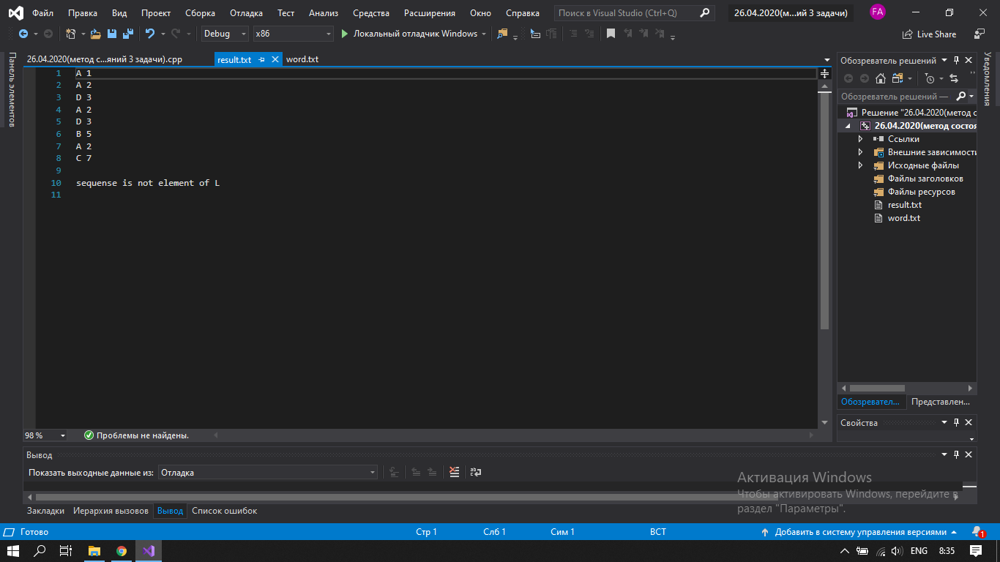 Файл Правка Вид Проект Сборка Отладка Тест Анализ Средства Расширения Окно Справка Поиск в Visual Studio (Ctrl+Q) 26.04.2020(м...ий 3 задачи) FA
Debug x86 Локальный отладчик Windows Live Share
Панель элементов
26.04.2020(метод с...яний 3 задачи).cpp result.txt word.txt
1 A 1
2 A 2
3 D 3
4 A 2
5 D 3
6 B 5
7 A 2
8 C 7
9
10 sequense is not element of L
11
98 % Проблемы не найдены.
Обозреватель решений
Обозреватель решений —
Решение "26.04.2020(метод с
26.04.2020(метод состоя
Ссылки
Внешние зависимости
Исходные файлы
Файлы заголовков
Файлы ресурсов
result.txt
word.txt
Обозревател... Представлен...
Свойства
Уведомления
Вывод
Показать выходные данные из: Отладка
Активация Windows
Чтобы активировать Windows, перейдите в
раздел "Параметры".
Закладки Иерархия вызовов Вывод Список ошибок
Готово Стр 1 Слб 1 Сим 1 ВСТ Добавить в систему управления версиями 1
ENG 8:35